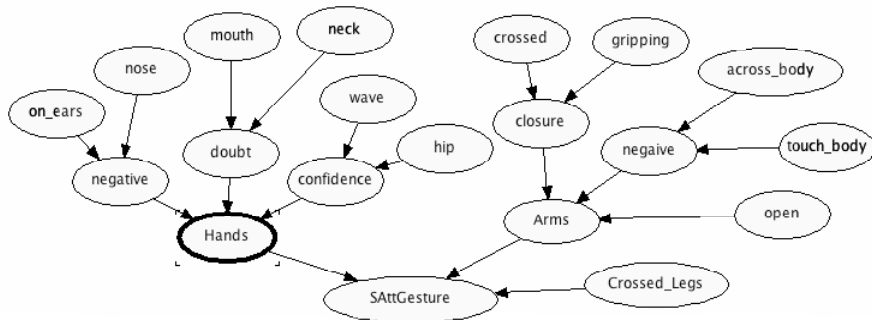 mouth
neck
crossed
gripping
nose
across_body
on_ears
wave
closure
hip
doubt
negaive
touch_body
negative
confidence
Hands
Arms
open
SAttGesture
Crossed_Legs